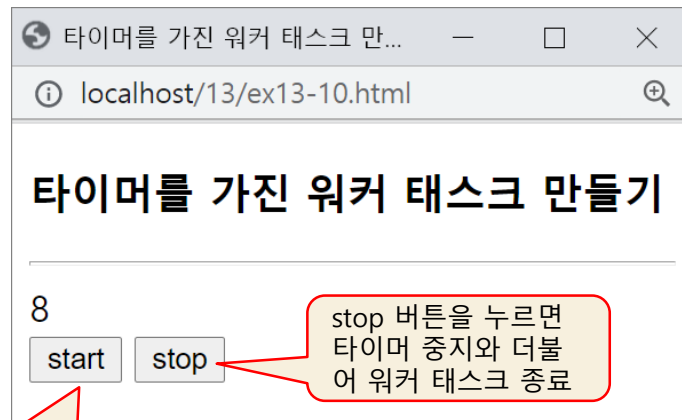 타이머를 가진 워커 태스크 만...
localhost/13/ex13-10.html
타이머를 가진 워커 태스크 만들기
8
start stop
stop 버튼을 누르면
타이머 중지와 더불
어 워커 태스크 종료